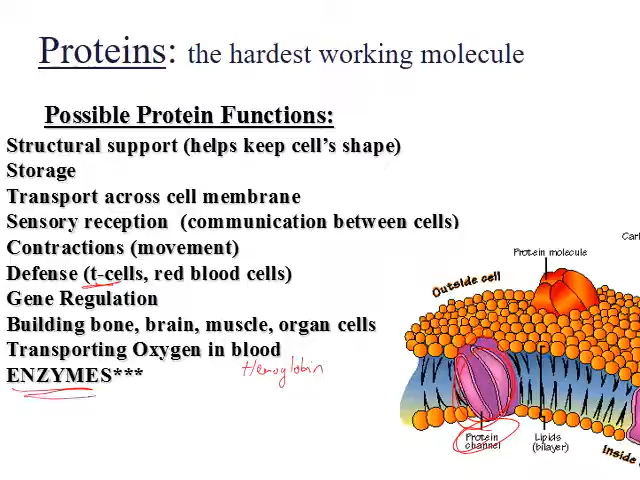 Proteins: the hardest working molecule
Possible Protein Functions:
Structural support (helps keep cell's shape)
Storage
Transport across cell membrane
Sensory reception (communication between cells)
Contractions (movement)
Defense (t-cells, red blood cells)
Gene Regulation
Building bone, brain, muscle, organ cells
Transporting Oxygen in blood
ENZYMES***
Hemoglobin
Carb
Protein molecule
Outside cell
Protein
channel
Lipids
(bilayer)
Inside